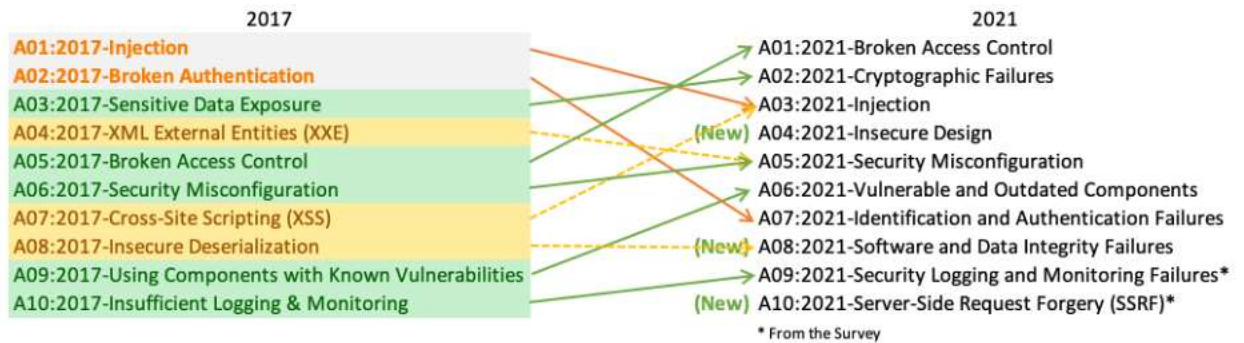 2017
A01:2017-Injection
A02:2017-Broken Authentication
A03:2017-Sensitive Data Exposure
A04:2017-XML External Entities (XXE)
A05:2017-Broken Access Control
A06:2017-Security Misconfiguration
A07:2017-Cross-Site Scripting (XSS)
A08:2017-Insecure Deserialization
A09:2017-Using Components with Known Vulnerabilities
A10:2017-Insufficient Logging & Monitoring
2021
A01:2021-Broken Access Control
A02:2021-Cryptographic Failures
A03:2021-Injection
(New) A04:2021-Insecure Design
A05:2021-Security Misconfiguration
A06:2021-Vulnerable and Outdated Components
A07:2021-Identification and Authentication Failures
(New) A08:2021-Software and Data Integrity Failures
A09:2021-Security Logging and Monitoring Failures*
(New) A10:2021-Server-Side Request Forgery (SSRF)*
* From the Survey